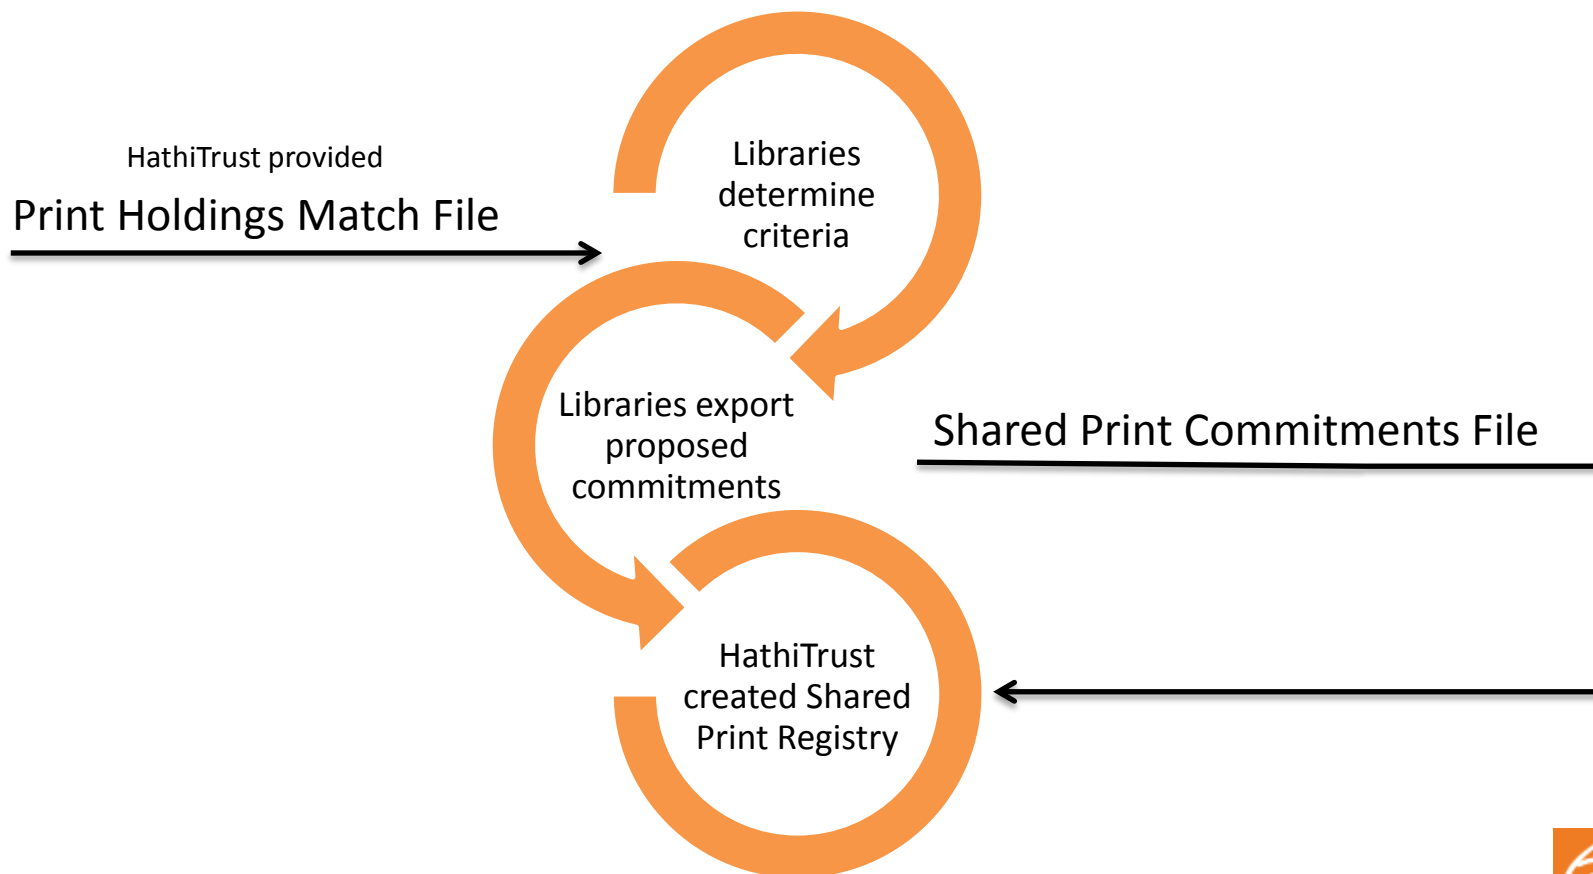 HathiTrust provided
Print Holdings Match File
Libraries
determine
criteria
Libraries export
proposed
commitments
Shared Print Commitments File
HathiTrust
created Shared
Print Registry